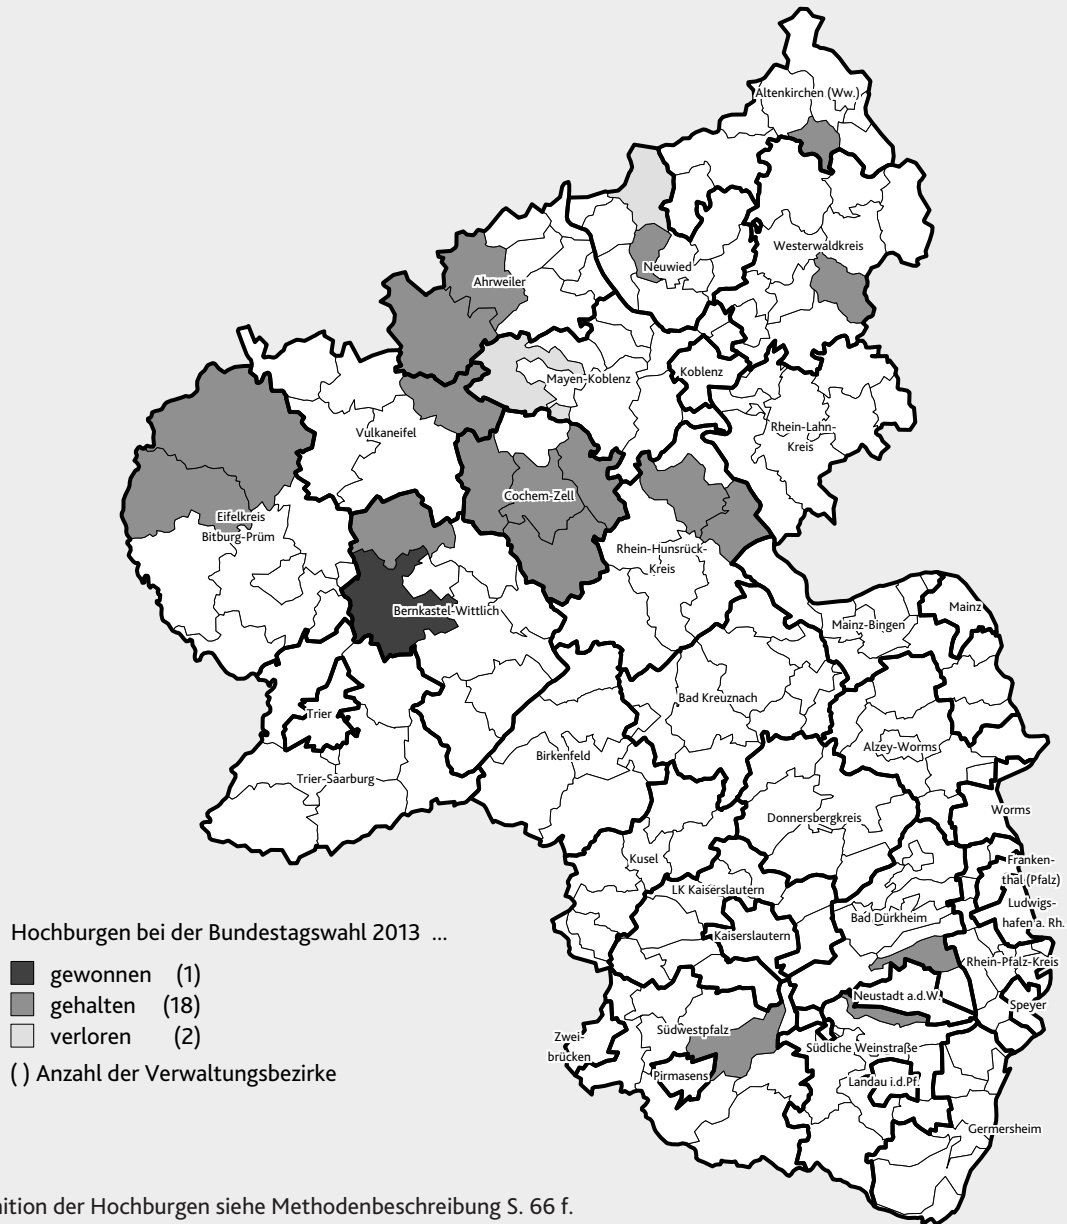 Altenkirchen (Ww.)
Westerwaldkreis
Neuwied
Ahrweiler
Mayen-Koblenz
Koblenz
Rhein-Lahn-
Kreis
Vulkaneifel
Cochem-Zell
Eifelkreis
Bitburg-Prüm
Rhein-Hunsrück-
Kreis
Bernkastel-Wittlich
Mainz
Mainz-Bingen
Bad Kreuznach
Trier
Alzey-Worms
Birkenfeld
Trier-Saarburg
Worms
Donnersbergkreis
Kusel
Franken-
thal (Pfalz)
LK Kaiserslautern
Ludwigs-
hafen a. Rh.
Bad Dürkheim
Kaiserslautern
Rhein-Pfalz-Kreis
Neustadt a.d.W.
Speyer
Südwestpfalz
Zwei-
brücken
Südliche Weinstraße
Pirmasens
Landau i.d.Pf.
Germersheim
Hochburgen bei der Bundestagswahl 2013 ...
gewonnen (1)
gehalten (18)
verloren (2)
( ) Anzahl der Verwaltungsbezirke
nition der Hochburgen siehe Methodenbeschreibung S. 66 f.